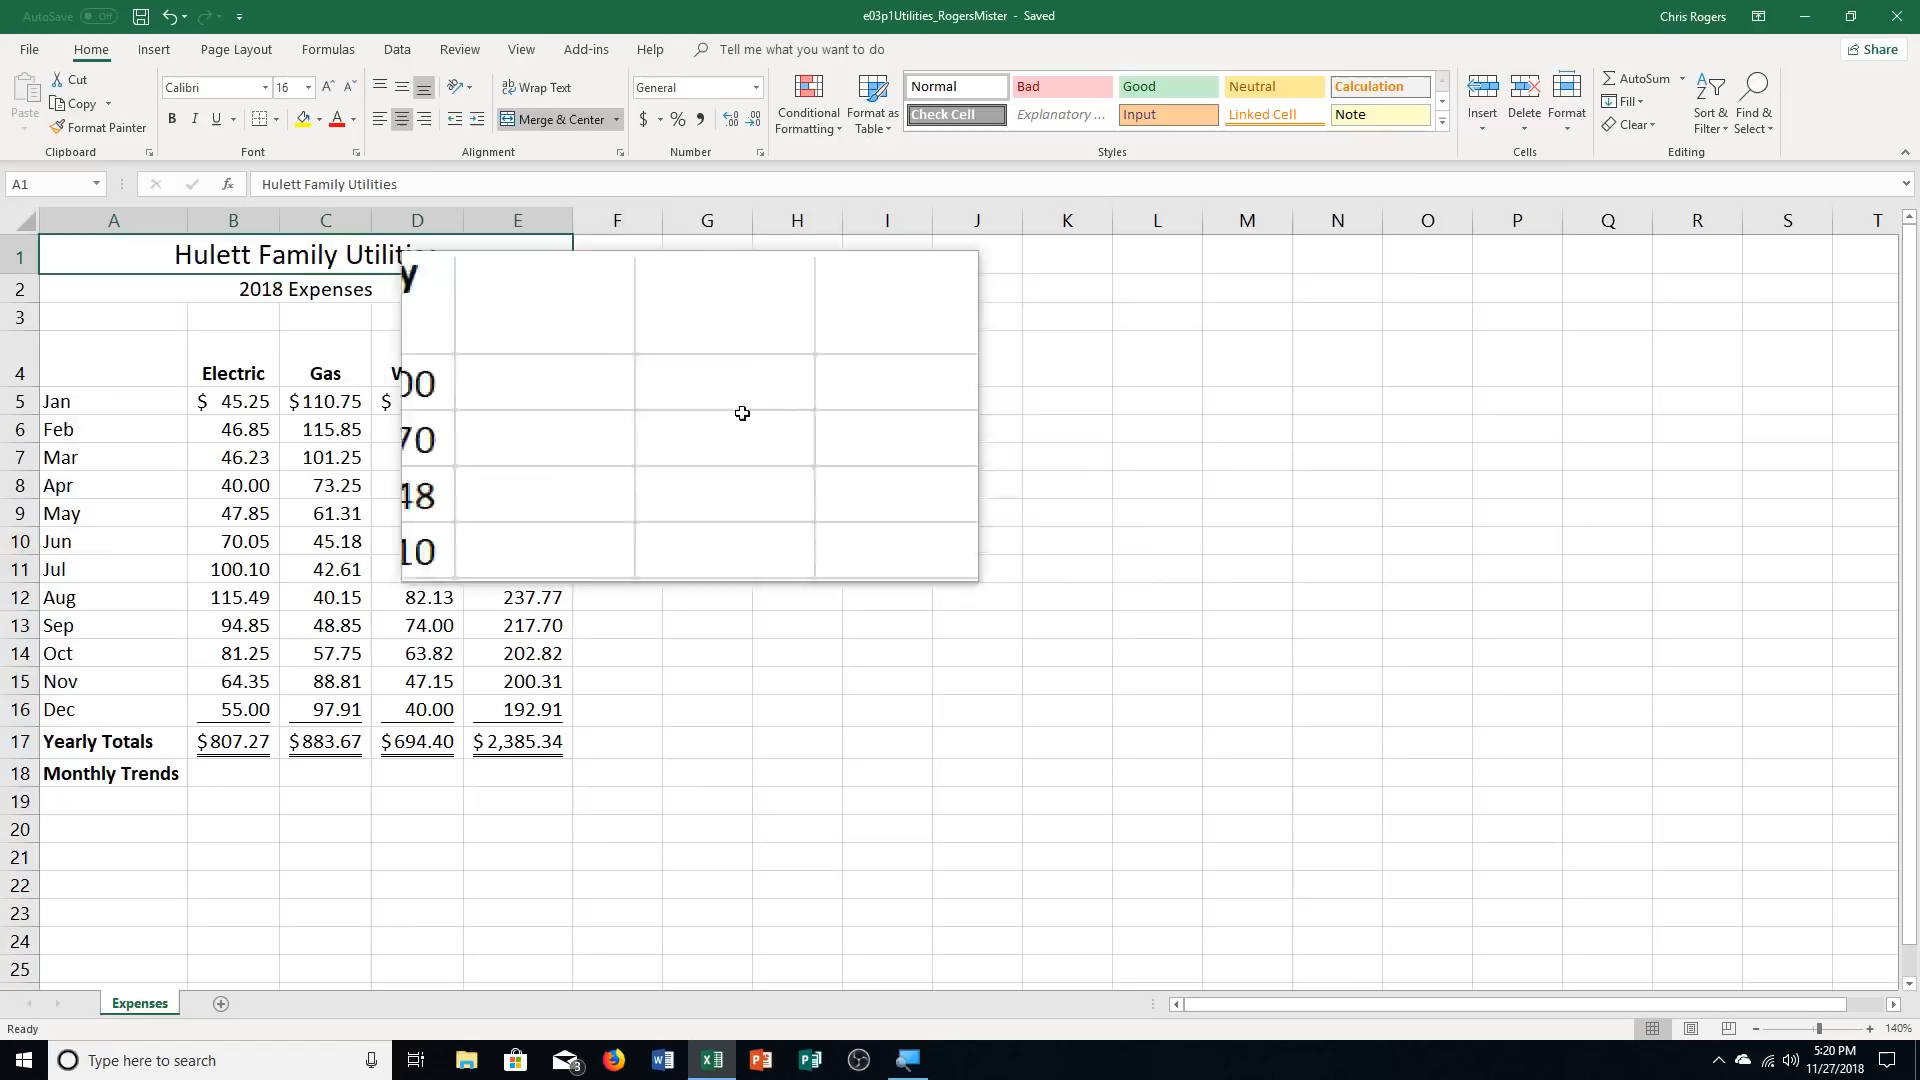 AutoSave Off
e03p1Utilities_RogersMister - Saved
Chris Rogers
File Home Insert Page Layout Formulas Data Review View Add-ins Help Tell me what you want to do Share
Paste Cut Copy Format Painter
Calibri 16
Wrap Text Merge & Center
General
$ % ,
Conditional Formatting Format as Table
Normal Bad Good Neutral Calculation
Check Cell Explanatory ... Input Linked Cell Note
Insert Delete Format
AutoSum Fill Clear
Sort & Filter Find & Select
Clipboard Font Alignment Number Styles Cells Editing
A1 fx Hulett Family Utilities
A B C D E F G H I J K L M N O P Q R S T
1 Hulett Family
2 2018 Expenses
3
4 Electric Gas
5 Jan $ 45.25 $110.75 $
6 Feb 46.85 115.85
7 Mar 46.23 101.25
8 Apr 40.00 73.25
9 May 47.85 61.31
10 Jun 70.05 45.18
11 Jul 100.10 42.61
12 Aug 115.49 40.15 82.13 237.77
13 Sep 94.85 48.85 74.00 217.70
14 Oct 81.25 57.75 63.82 202.82
15 Nov 64.35 88.81 47.15 200.31
16 Dec 55.00 97.91 40.00 192.91
17 Yearly Totals $807.27 $883.67 $694.40 $2,385.34
18 Monthly Trends
19
20
21
22
23
24
25
y
00
70
48
10
Expenses
Ready
140%
Type here to search
3
5:20 PM
11/27/2018